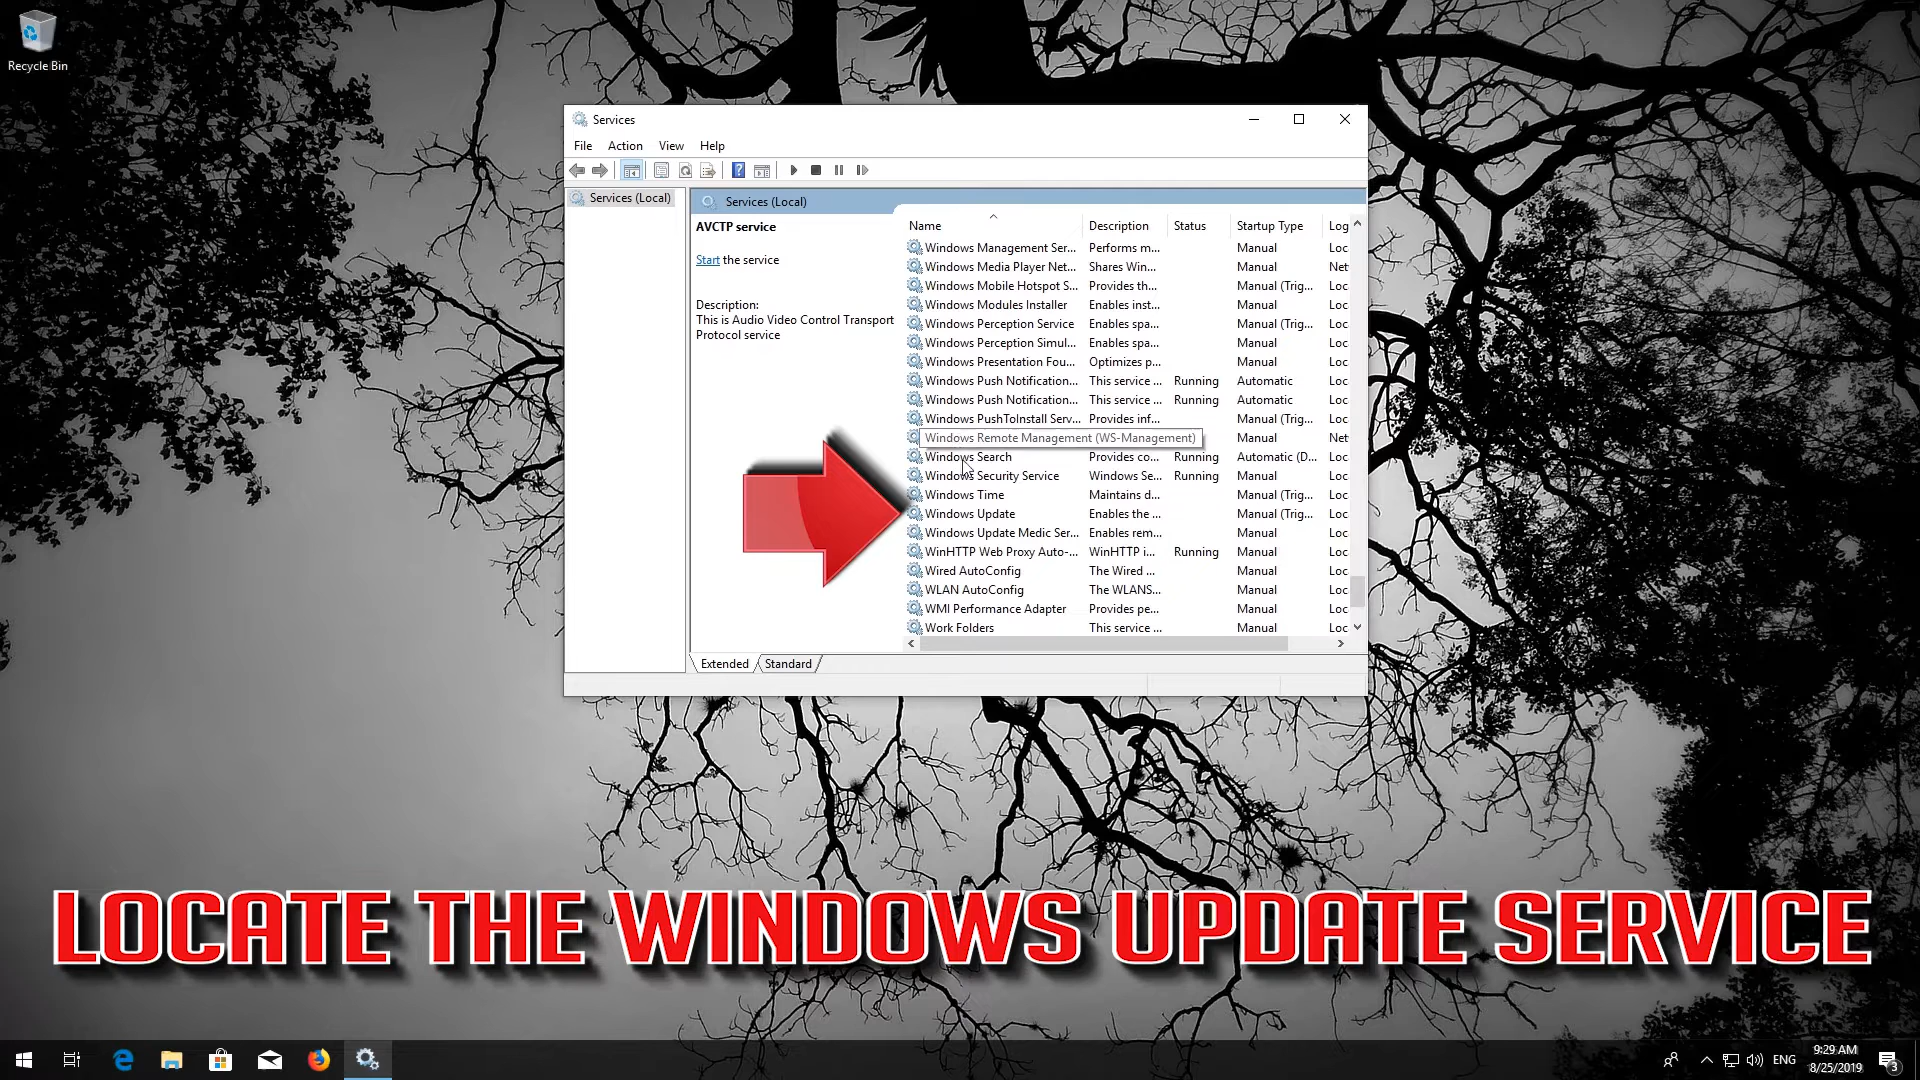 Recycle Bin
Services
File Action View Help
Services (Local)
Services (Local)
AVCTP service
Start the service
Description:
This is Audio Video Control Transport
Protocol service
Name Description Status Startup Type Log
Windows Management Ser... Performs m... Manual Loc
Windows Media Player Net... Shares Win... Manual Net
Windows Mobile Hotspot S... Provides th... Manual (Trig... Loc
Windows Modules Installer Enables inst... Manual Loc
Windows Perception Service Enables spa... Manual (Trig... Loc
Windows Perception Simul... Enables spa... Manual Loc
Windows Presentation Fou... Optimizes p... Manual Loc
Windows Push Notification... This service ... Running Automatic Loc
Windows Push Notification... This service ... Running Automatic Loc
Windows PushToInstall Serv... Provides inf... Manual (Trig... Loc
Windows Remote Management (WS-Management) Manual Net
Windows Search Provides co... Running Automatic (D... Loc
Windows Security Service Windows Se... Running Manual Loc
Windows Time Maintains d... Manual (Trig... Loc
Windows Update Enables the ... Manual (Trig... Loc
Windows Update Medic Ser... Enables rem... Manual Loc
WinHTTP Web Proxy Auto-... WinHTTP i... Running Manual Loc
Wired AutoConfig The Wired ... Manual Loc
WLAN AutoConfig The WLANS... Manual Loc
WMI Performance Adapter Provides pe... Manual Loc
Work Folders This service ... Manual Loc
Extended Standard
LOCATE THE WINDOWS UPDATE SERVICE
ENG
9:29 AM
8/25/2019
3